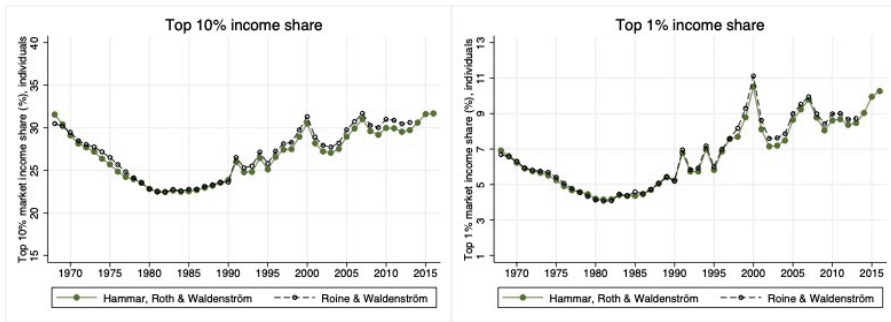 Top 10% income share
Top 10% market income share (%), individuals
40
35
30
25
20
15
1970 1975 1980 1985 1990 1995 2000 2005 2010 2015
Hammar, Roth & Waldenström Roine & Waldenström
Top 1% income share
Top 1% market income share (%), individuals
13
11
9
7
5
3
1
1970 1975 1980 1985 1990 1995 2000 2005 2010 2015
Hammar, Roth & Waldenström Roine & Waldenström